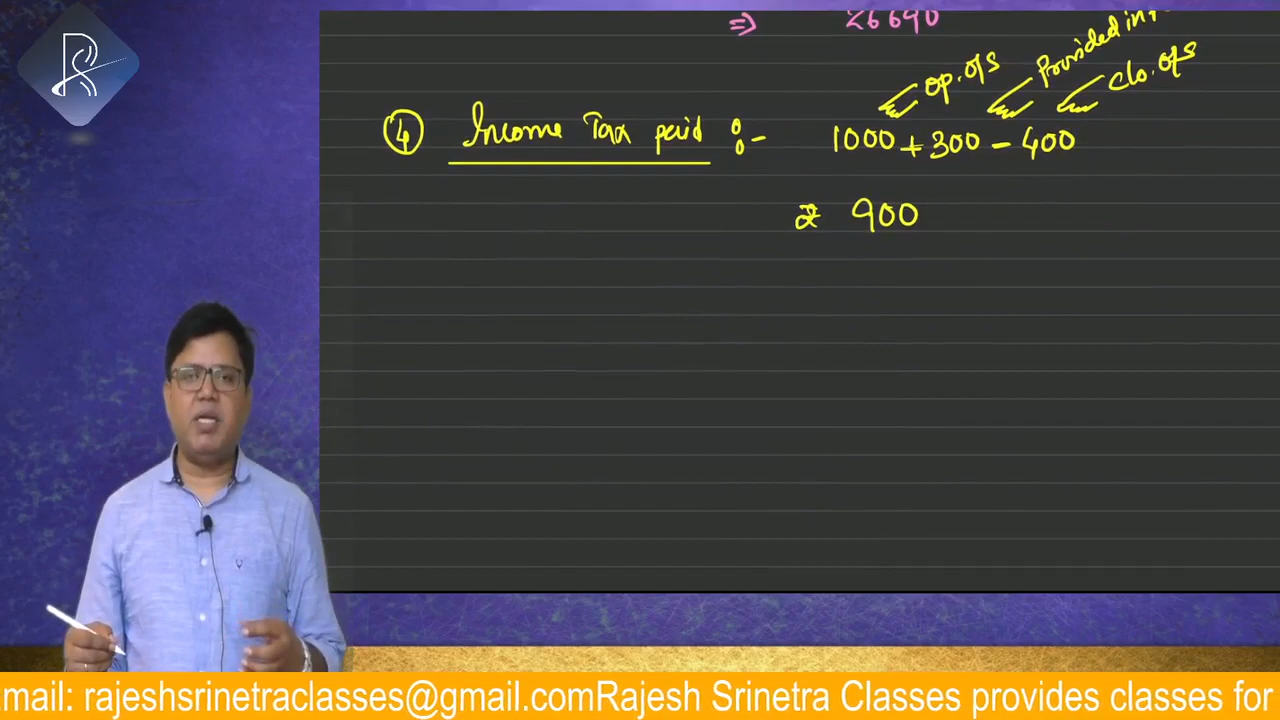 ⇒ 26690
op. o/s
Provided in
clo. o/s
④ Income Tax paid :- 1000 + 300 - 400
₹ 900
mail: rajeshsrinetraclasses@gmail.comRajesh Srinetra Classes provides classes for